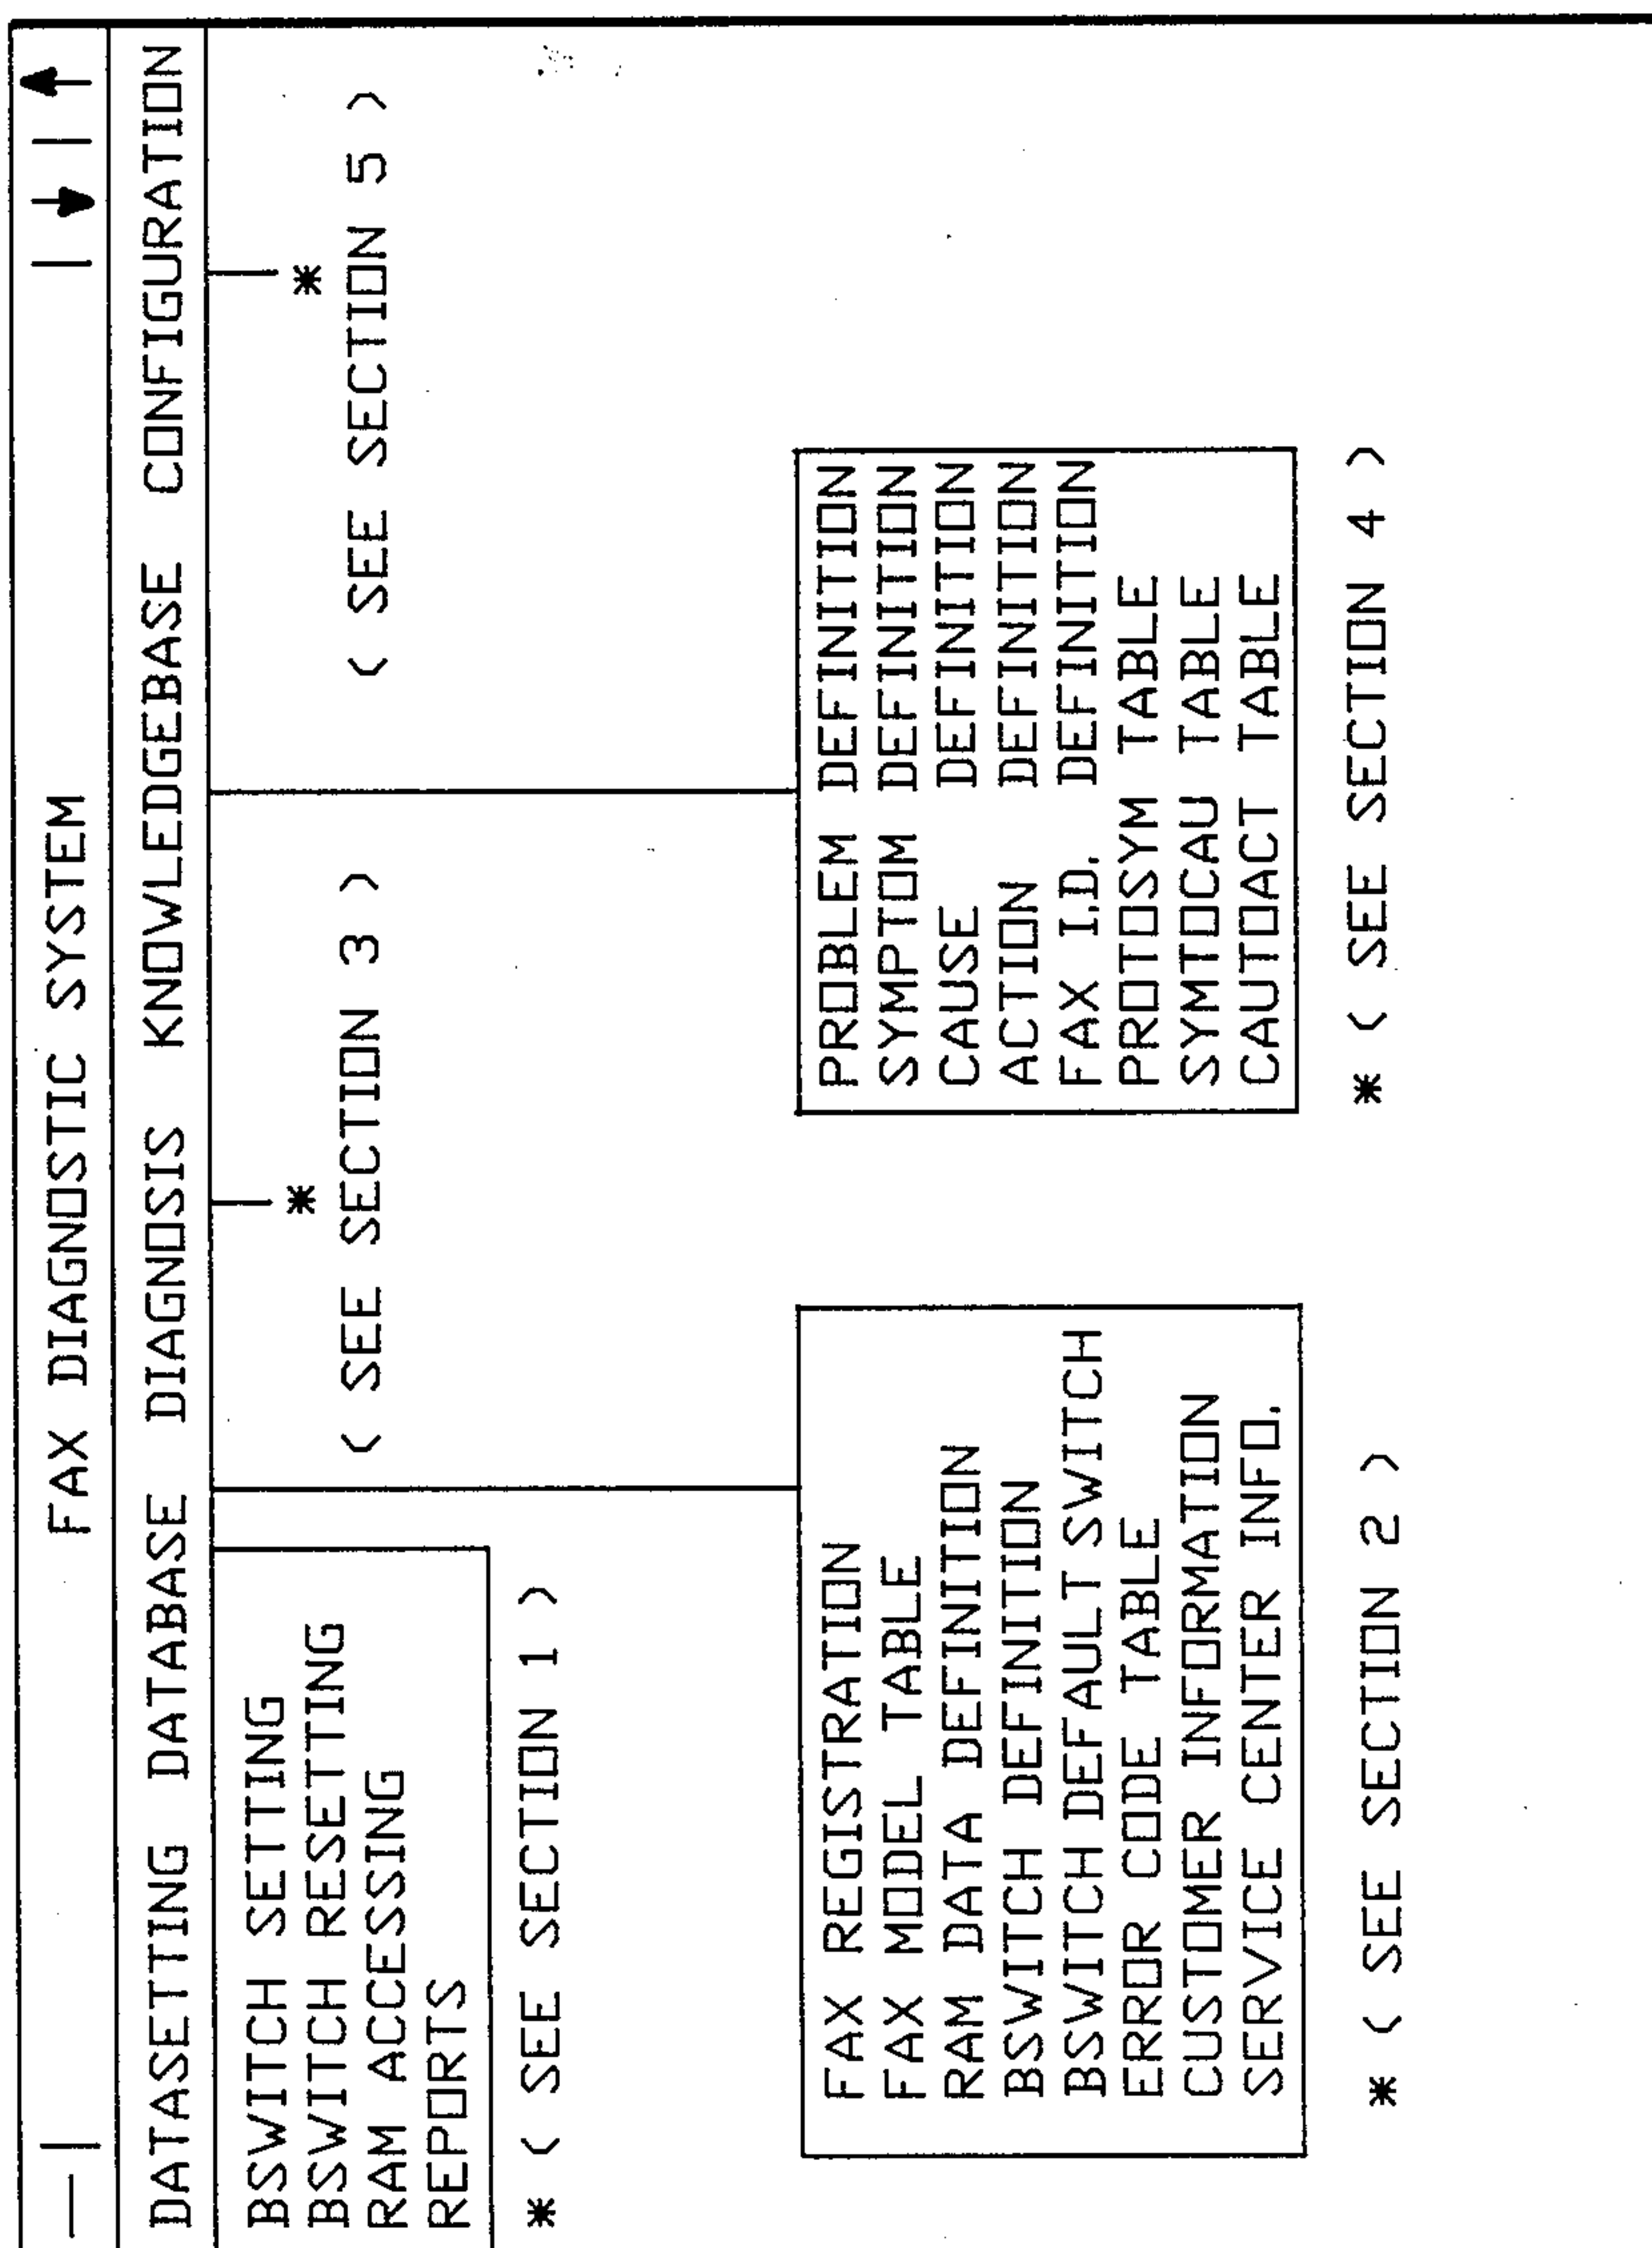 FAX DIAGNOSTIC SYSTEM
DATASETTING DATABASE DIAGNOSIS KNOWLEDGEBASE CONFIGURATION
BSWITCH SETTING
BSWITCH RESETTING
RAM ACCESSING
REPORTS
* ( SEE SECTION 1 )
*
( SEE SECTION 3 )
*
( SEE SECTION 5 )
FAX REGISTRATION
FAX MODEL TABLE
RAM DATA DEFINITION
BSWITCH DEFINITION
BSWITCH DEFAULT SWITCH
ERROR CODE TABLE
CUSTOMER INFORMATION
SERVICE CENTER INFO.
* ( SEE SECTION 2 )
PROBLEM DEFINITION
SYMPTOM DEFINITION
CAUSE DEFINITION
ACTION DEFINITION
FAX I.D. DEFINITION
PROTOSYM TABLE
SYMTOCAU TABLE
CAUTOACT TABLE
* ( SEE SECTION 4 )